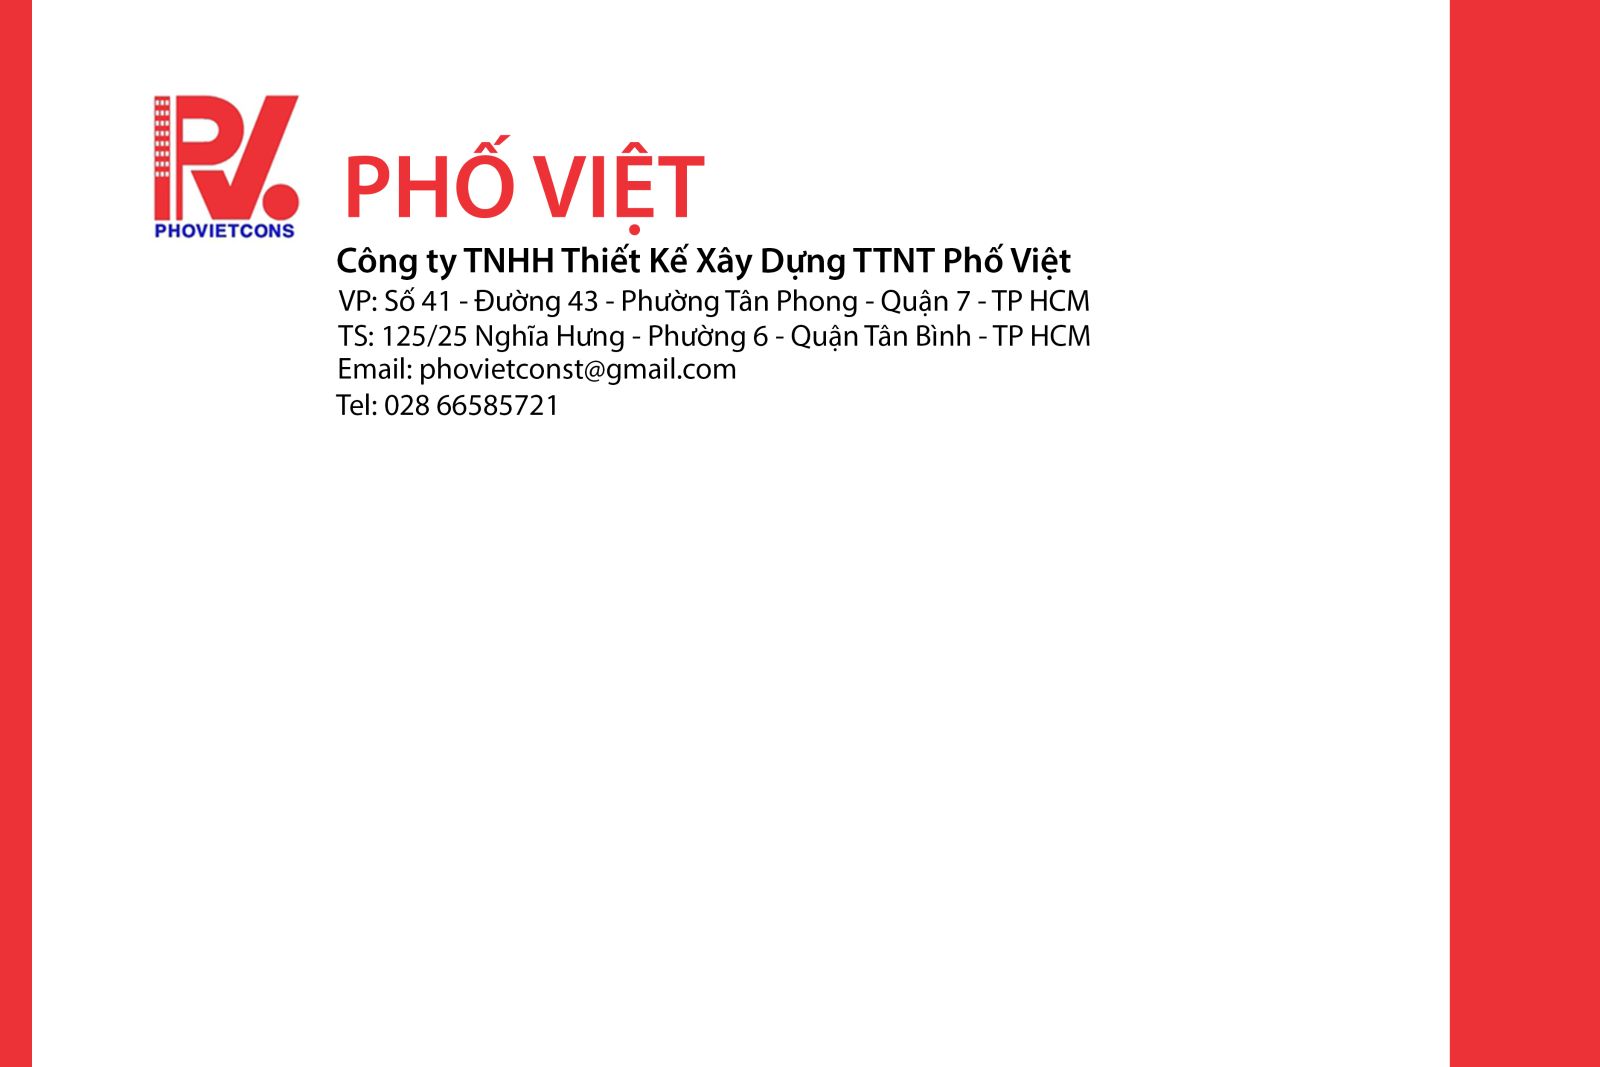 PV.
PHOVIETCONS
PHỐ VIỆT
Công ty TNHH Thiết Kế Xây Dựng TTNT Phố Việt
VP: Số 41 - Đường 43 - Phường Tân Phong - Quận 7 - TP HCM
TS: 125/25 Nghĩa Hưng - Phường 6 - Quận Tân Bình - TP HCM
Email: phovietconst@gmail.com
Tel: 028 66585721